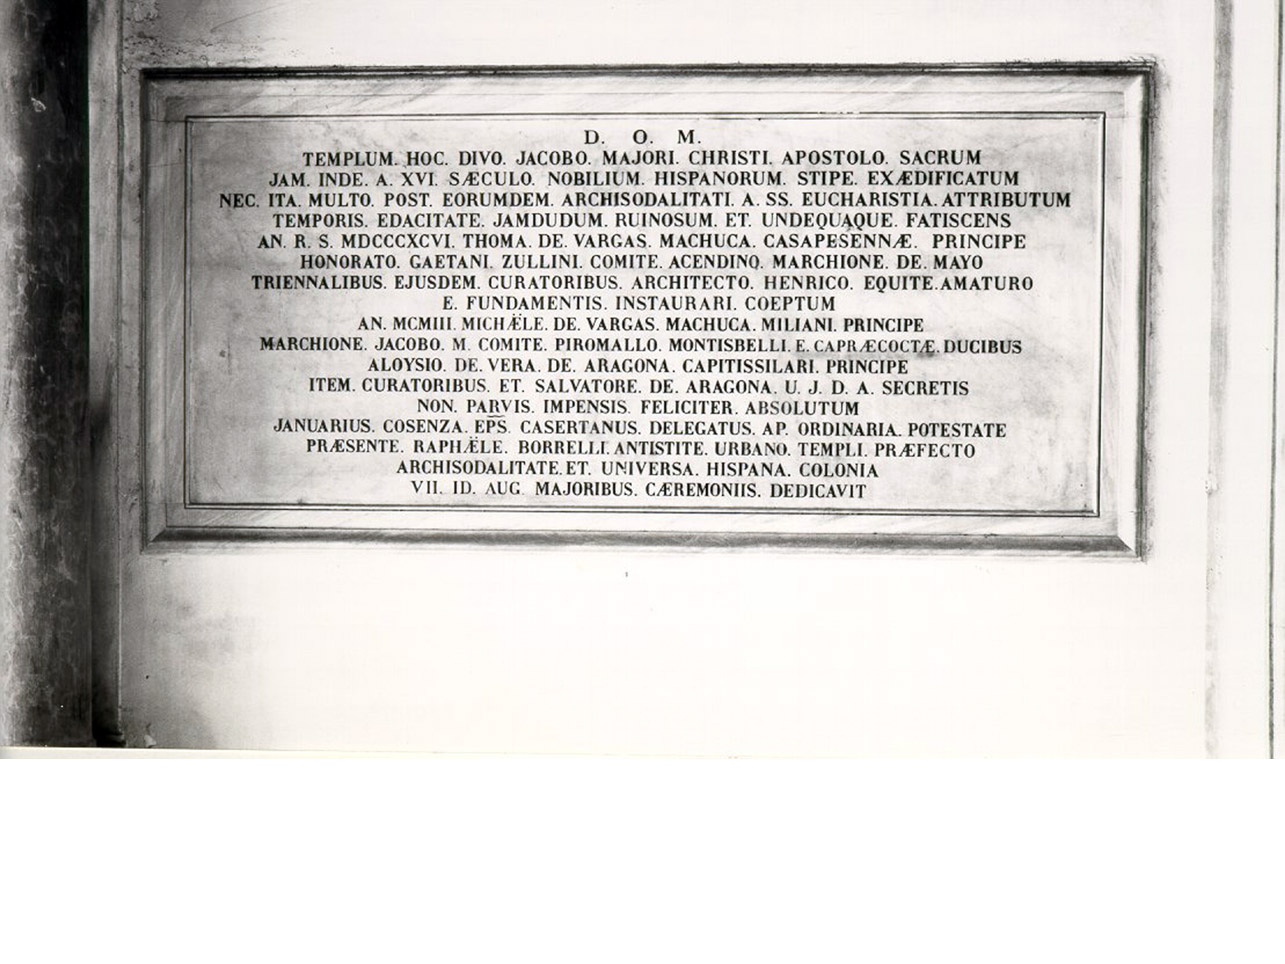 D. O. M.
TEMPLUM. HOC. DIVO. JACOBO. MAJORI. CHRISTI. APOSTOLO. SACRUM
JAM. INDE. A. XVI. SÆCULO. NOBILIUM. HISPANORUM. STIPE. EXÆDIFICATUM
NEC. ITA. MULTO. POST. EORUMDEM. ARCHISODALITATI. A. SS. EUCHARISTIA. ATTRIBUTUM
TEMPORIS. EDACITATE. JAMDUDUM. RUINOSUM. ET. UNDEQUAQUE. FATISCENS
AN. R. S. MDCCCXCVI. THOMA. DE. VARGAS. MACHUCA. CASAPESENNÆ. PRINCIPE
HONORATO. GAETANI. ZULLINI. COMITE. ACENDINO. MARCHIONE. DE. MAYO
TRIENNALIBUS. EJUSDEM. CURATORIBUS. ARCHITECTO. HENRICO. EQUITE. AMATURO
E. FUNDAMENTIS. INSTAURARI. COEPTUM
AN. MCMIII. MICHÆLE. DE. VARGAS. MACHUCA. MILIANI. PRINCIPE
MARCHIONE. JACOBO. M. COMITE. PIROMALLO. MONTISBELLI. E. CAPRÆCOCTÆ. DUCIBUS
ALOYSIO. DE. VERA. DE. ARAGONA. CAPITISSILARI. PRINCIPE
ITEM. CURATORIBUS. ET. SALVATORE. DE. ARAGONA. U. J. D. A. SECRETIS
NON. PARVIS. IMPENSIS. FELICITER. ABSOLUTUM
JANUARIUS. COSENZA. EPS. CASERTANUS. DELEGATUS. AP. ORDINARIA. POTESTATE
PRÆSENTE. RAPHÆLE. BORRELLI. ANTISTITE. URBANO. TEMPLI. PRÆFECTO
ARCHISODALITATE. ET. UNIVERSA. HISPANA. COLONIA
VII. ID. AUG. MAJORIBUS. CÆREMONIIS. DEDICAVIT